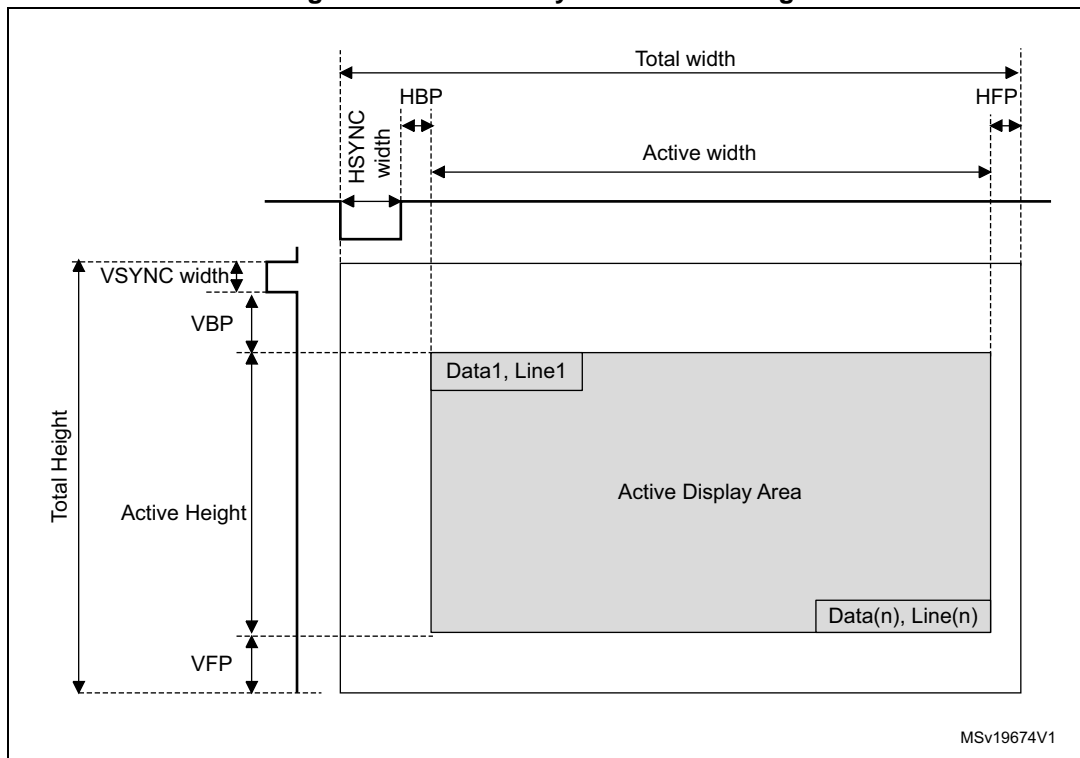 Total width
HBP
HFP
HSYNC
width
Active width
VSYNC width
VBP
Data1, Line1
Total Height
Active Height
Active Display Area
Data(n), Line(n)
VFP
MSv19674V1